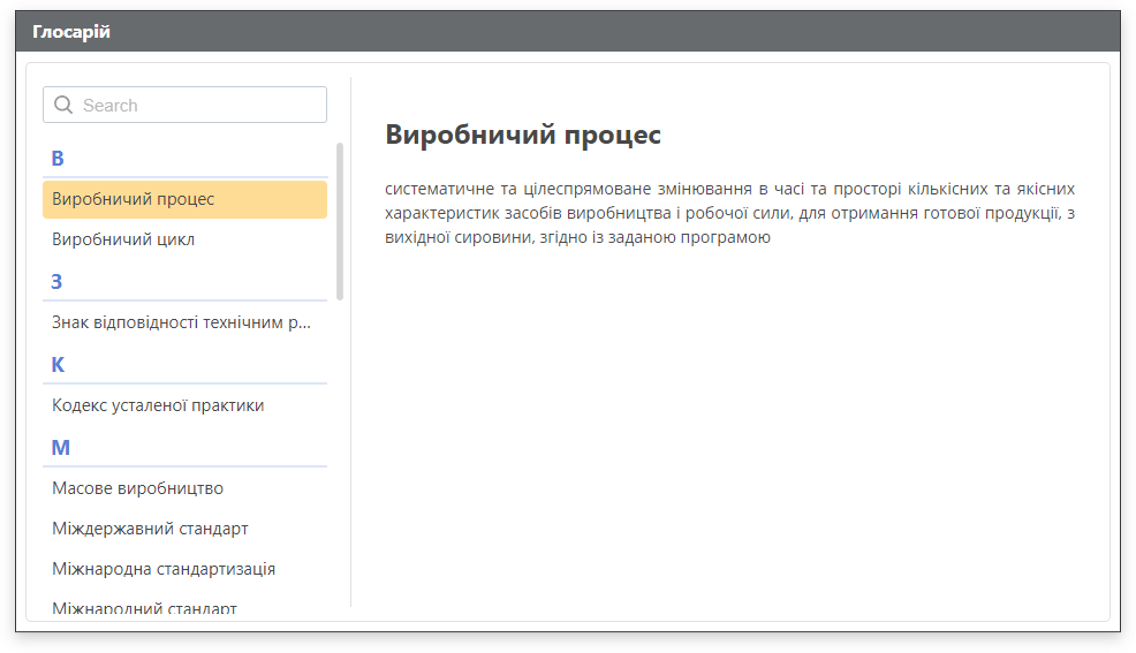 Глосарій
Search
В
Виробничий процес
Виробничий цикл
З
Знак відповідності технічним р...
К
Кодекс усталеної практики
М
Масове виробництво
Міждержавний стандарт
Міжнародна стандартизація
Міжнародний стандарт
Виробничий процес
систематичне та цілеспрямоване змінювання в часі та просторі кількісних та якісних
характеристик засобів виробництва і робочої сили, для отримання готової продукції, з
вихідної сировини, згідно із заданою програмою